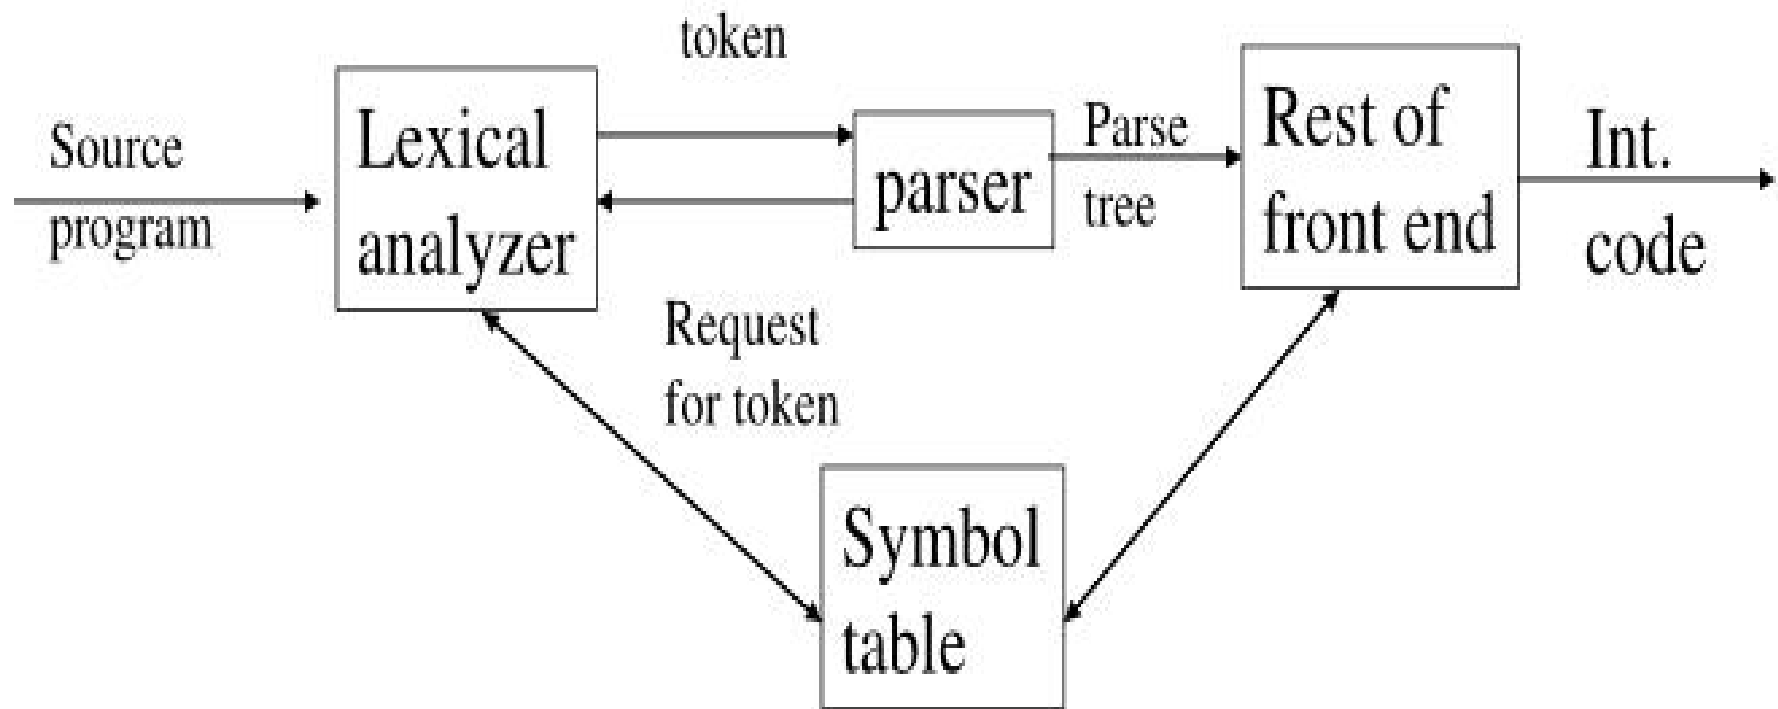 Source
program
Lexical
analyzer
token
Request
for token
parser
Parse
tree
Rest of
front end
Int.
code
Symbol
table